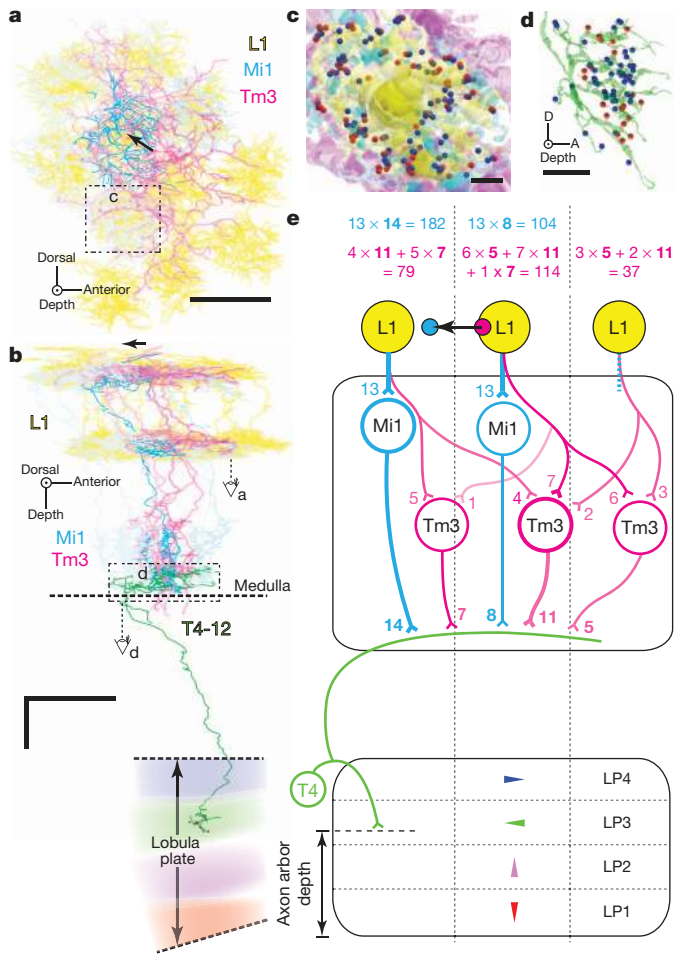 a
L1
Mi1
Tm3
c
Dorsal
Anterior
Depth
b
L1
Dorsal
Anterior
Depth
a
Mi1
Tm3
d
Medulla
T4-12
d
Lobula
plate
c
d
D
A
Depth
e
13 × 14 = 182
13 × 8 = 104
4 × 11 + 5 × 7
= 79
6 × 5 + 7 × 11
+ 1 x 7 = 114
3 × 5 + 2 × 11
= 37
L1
L1
L1
13
13
Mi1
Mi1
5
1
4
7
2
6
3
Tm3
Tm3
Tm3
14
7
8
11
5
T4
LP4
LP3
LP2
LP1
Axon arbor
depth